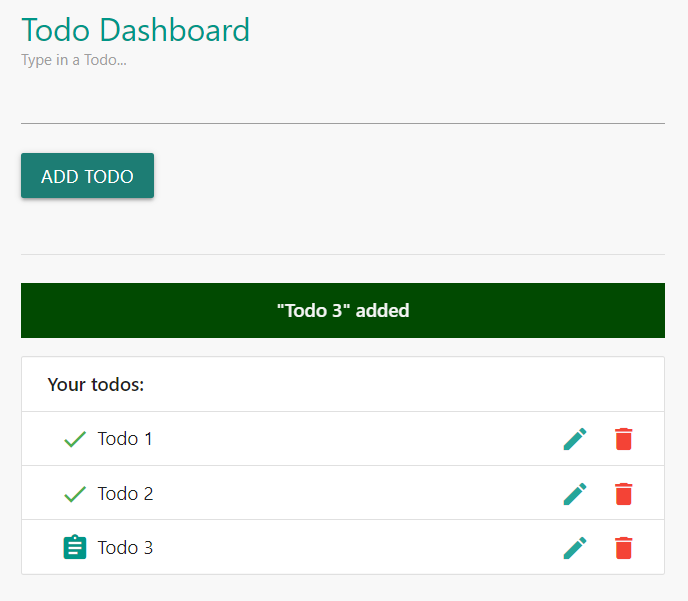 Todo Dashboard
Type in a Todo...
ADD TODO
"Todo 3" added
Your todos:
Todo 1
Todo 2
Todo 3